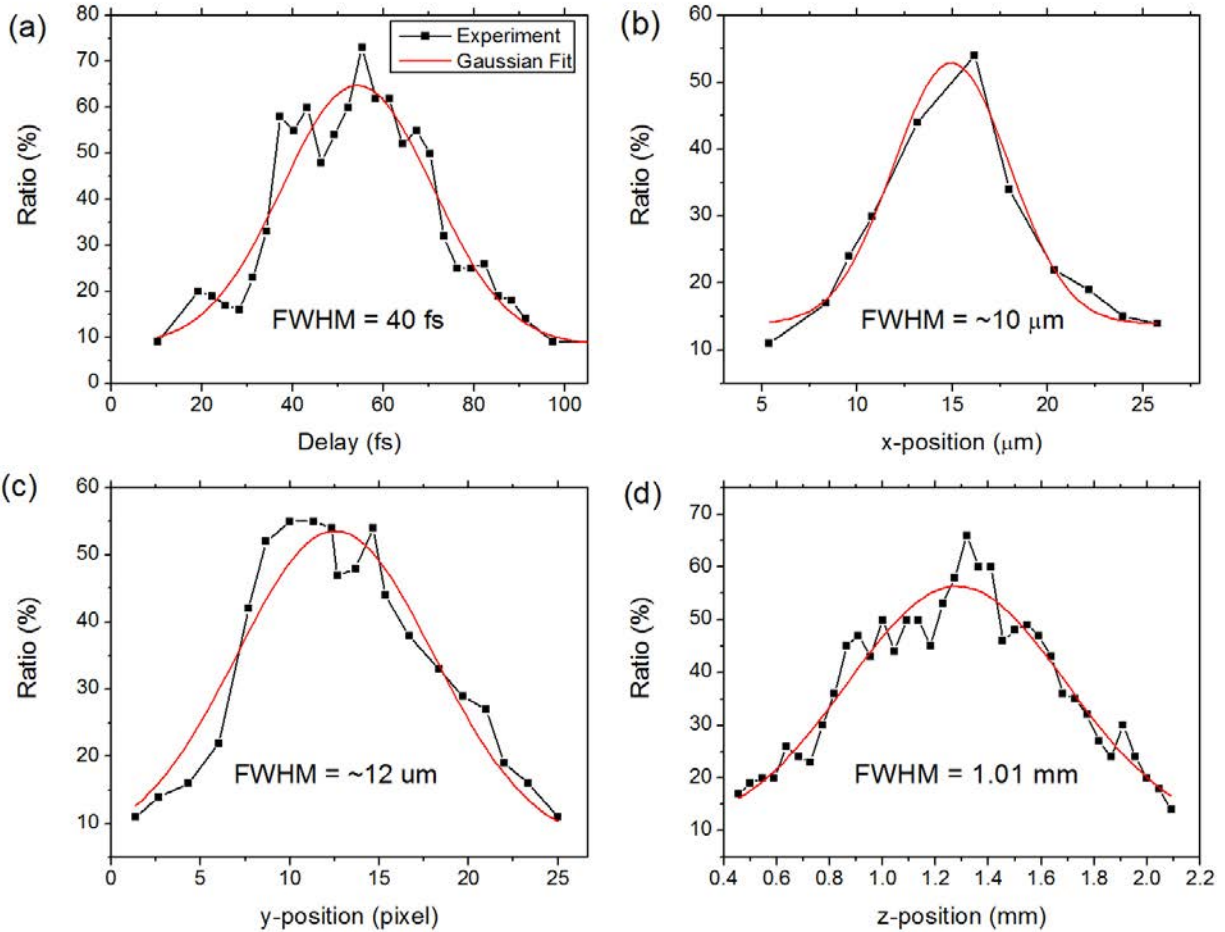 (a)
80
70
60
50
40
30
20
10
0
Ratio (%)
Experiment
Gaussian Fit
FWHM = 40 fs
0 20 40 60 80 100
Delay (fs)
(b)
60
50
40
30
20
10
Ratio (%)
FWHM = ~10 μm
5 10 15 20 25
x-position (μm)
(c)
60
50
40
30
20
10
Ratio (%)
FWHM = ~12 um
0 5 10 15 20 25
y-position (pixel)
(d)
70
60
50
40
30
20
10
Ratio (%)
FWHM = 1.01 mm
0.4 0.6 0.8 1.0 1.2 1.4 1.6 1.8 2.0 2.2
z-position (mm)